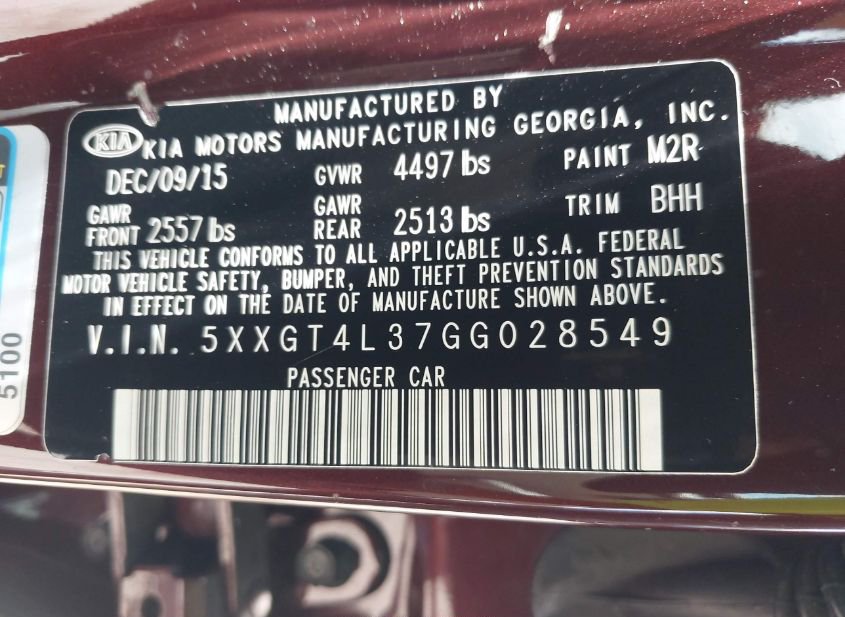 MANUFACTURED BY
KIA KIA MOTORS MANUFACTURING GEORGIA, INC.
DEC/09/15 GVWR 4497 lbs PAINT M2R
GAWR FRONT 2557 lbs GAWR REAR 2513 lbs TRIM BHH
THIS VEHICLE CONFORMS TO ALL APPLICABLE U.S.A. FEDERAL
MOTOR VEHICLE SAFETY, BUMPER, AND THEFT PREVENTION STANDARDS
IN EFFECT ON THE DATE OF MANUFACTURE SHOWN ABOVE.
V.I.N. 5XXGT4L37GG028549
PASSENGER CAR
5100